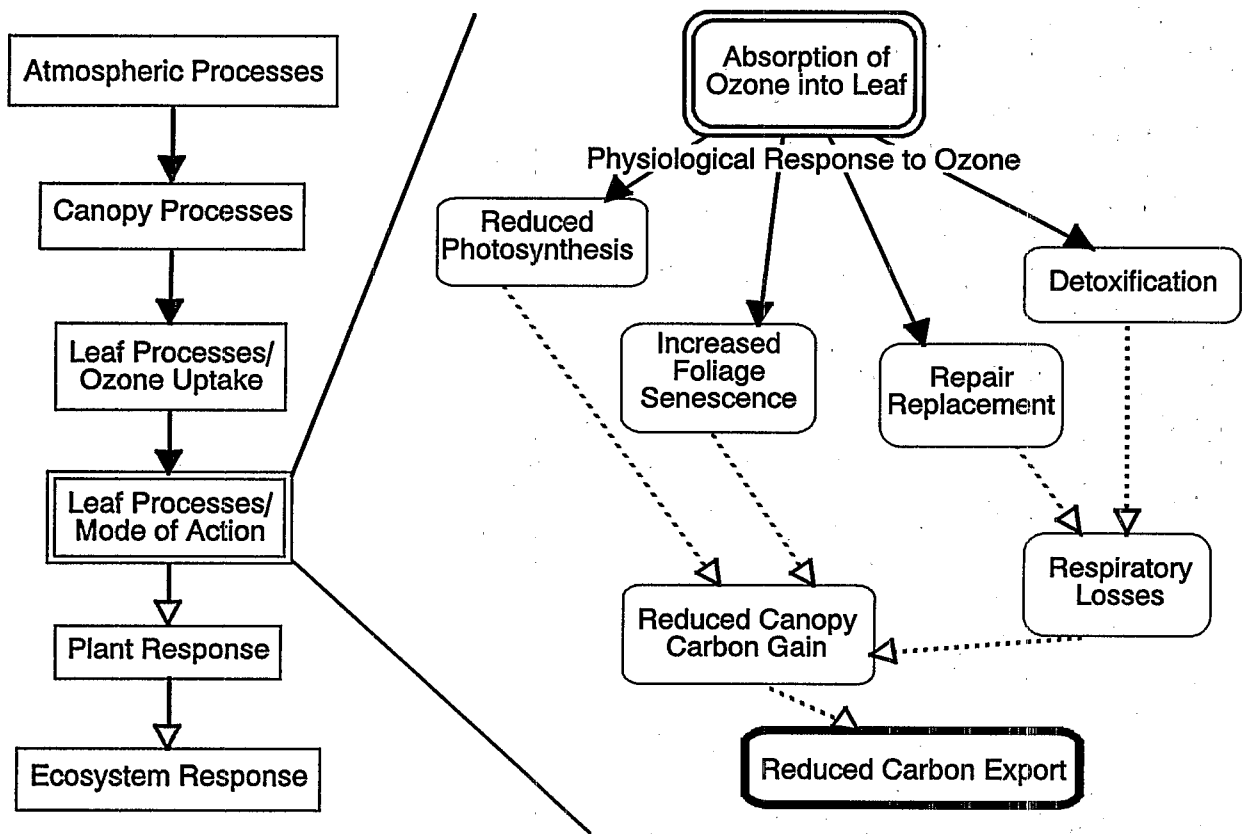 Atmospheric Processes
Canopy Processes
Leaf Processes/
Ozone Uptake
Leaf Processes/
Mode of Action
Plant Response
Ecosystem Response
Absorption of
Ozone into Leaf
Physiological Response to Ozone
Reduced
Photosynthesis
Increased
Foliage
Senescence
Repair
Replacement
Detoxification
Respiratory
Losses
Reduced Canopy
Carbon Gain
Reduced Carbon Export